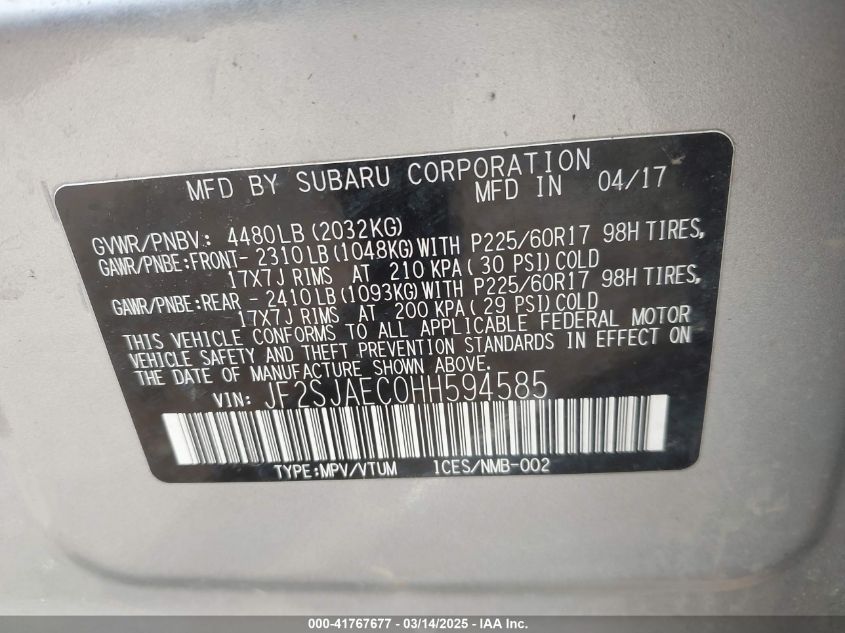 MFD BY SUBARU CORPORATION
MFD IN 04/17
GVWR/PNBV.: 4480LB(2032KG)
GAWR/PNBE:FRONT- 2310LB(1048KG)WITH P225/60R17 98H TIRES,
17X7J RIMS AT 210 KPA(30 PSI)COLD
GAWR/PNBE:REAR - 2410LB(1093KG)WITH P225/60R17 98H TIRES,
17X7J RIMS AT 200 KPA(29 PSI)COLD
THIS VEHICLE CONFORMS TO ALL APPLICABLE FEDERAL MOTOR
VEHICLE SAFETY AND THEFT PREVENTION STANDARDS IN EFFECT ON
THE DATE OF MANUFACTURE SHOWN ABOVE.
VIN: JF2SJAEC0HH594585
TYPE:MPV/VTUM ICES/NMB-002
000-41767677 - 03/14/2025 - IAA Inc.